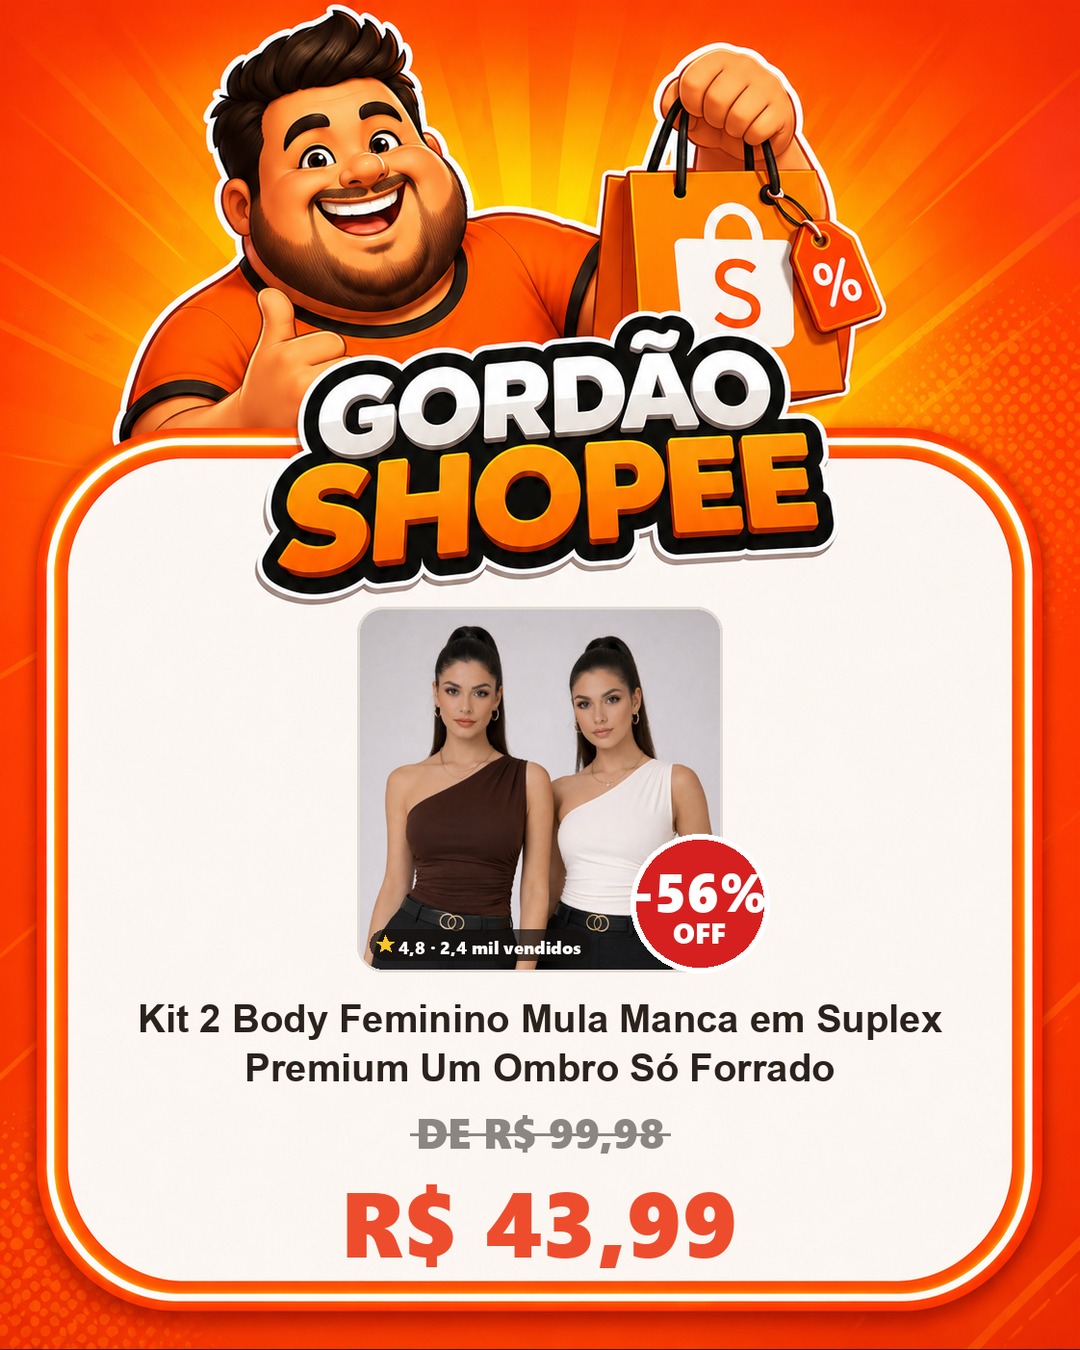 S
%
GORDÃO
SHOPEE
-56%
OFF
4,8 · 2,4 mil vendidos
Kit 2 Body Feminino Mula Manca em Suplex
Premium Um Ombro Só Forrado
DE R$ 99,98
R$ 43,99